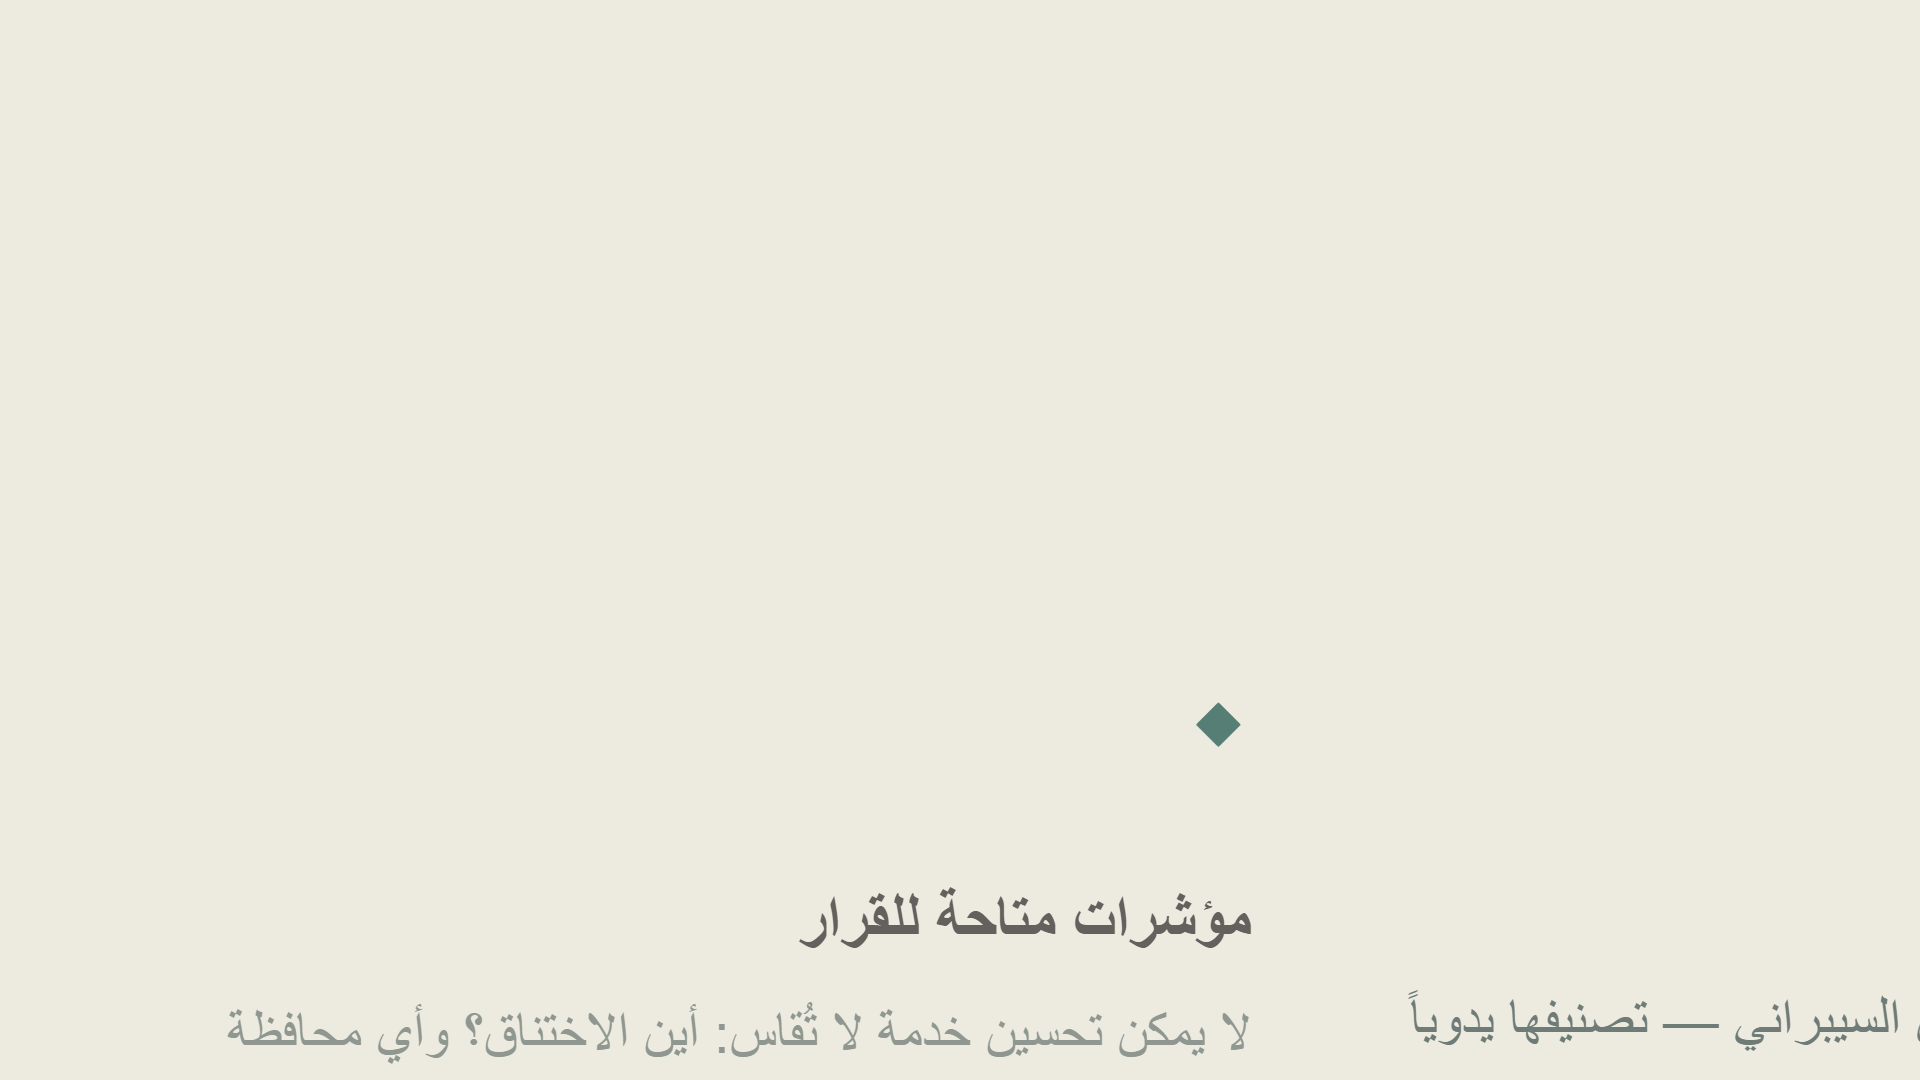 السيبراني — تصنيفها يدوياً
مؤشرات متاحة للقرار
لا يمكن تحسين خدمة لا تُقاس: أين الاختناق؟ وأي محافظة